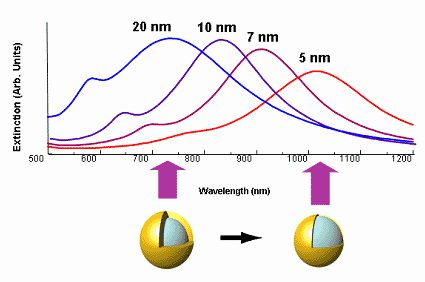 20 nm
10 nm
7 nm
5 nm
Extinction (Arb. Units)
500 600 700 800 900 1000 1100 1200
Wavelength (nm)